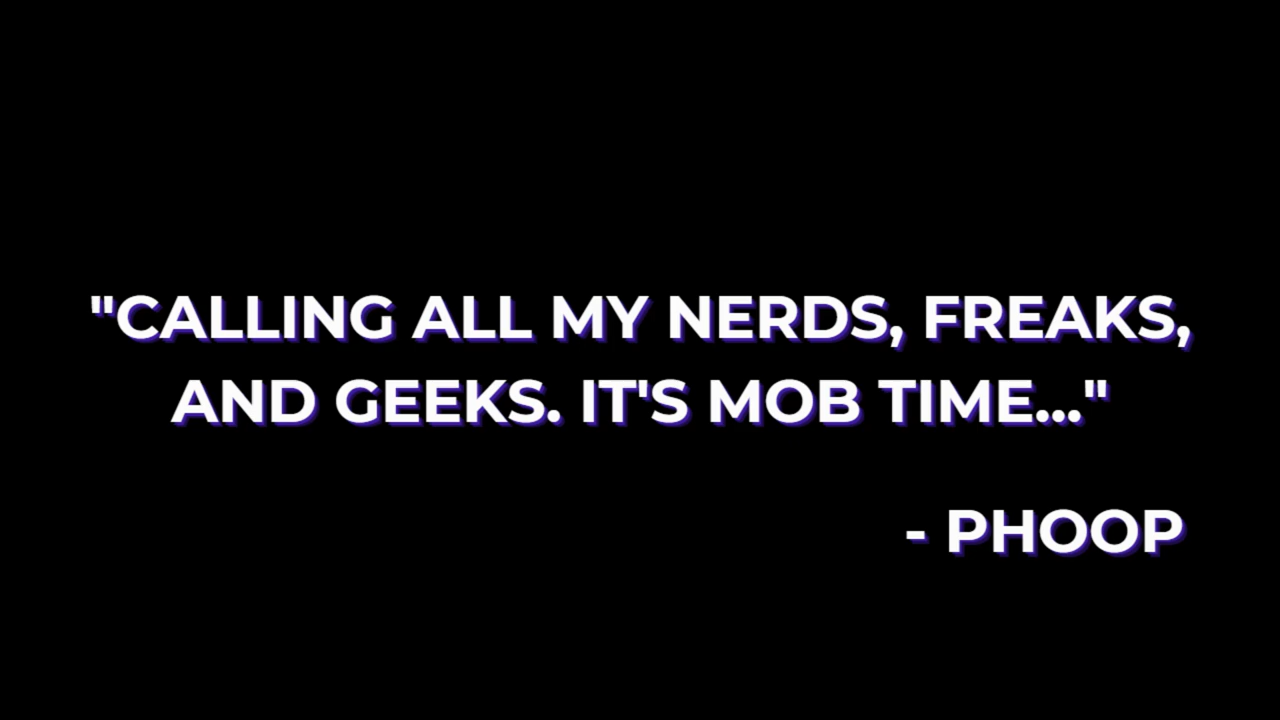 "CALLING ALL MY NERDS, FREAKS,
AND GEEKS. IT'S MOB TIME..."
- PHOOP